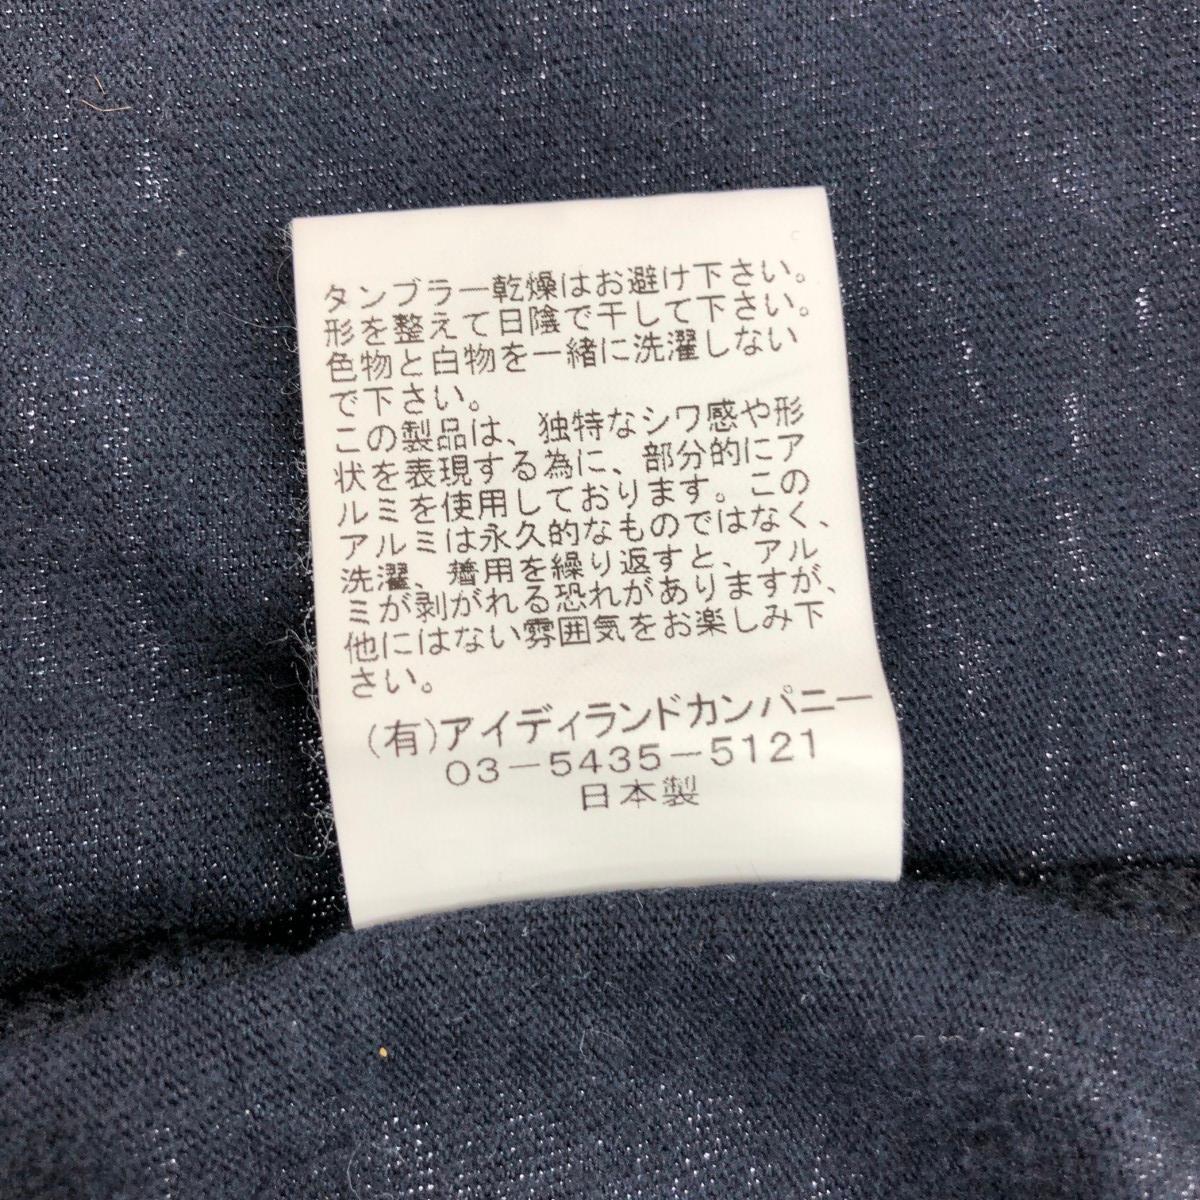 タンブラー乾燥はお避け下さい。
形を整えて日陰で干して下さい。
色物と白物を一緒に洗濯しない
で下さい。
この製品は、独特なシワ感や形
状を表現する為に、部分的にア
ルミを使用しております。この
アルミは永久的なものではなく、
洗濯、着用を繰り返すと、アル
ミが剥がれる恐れがありますが、
他にはない雰囲気をお楽しみ下
さい。
(有)アイディランドカンパニー
03-5435-5121
日本製